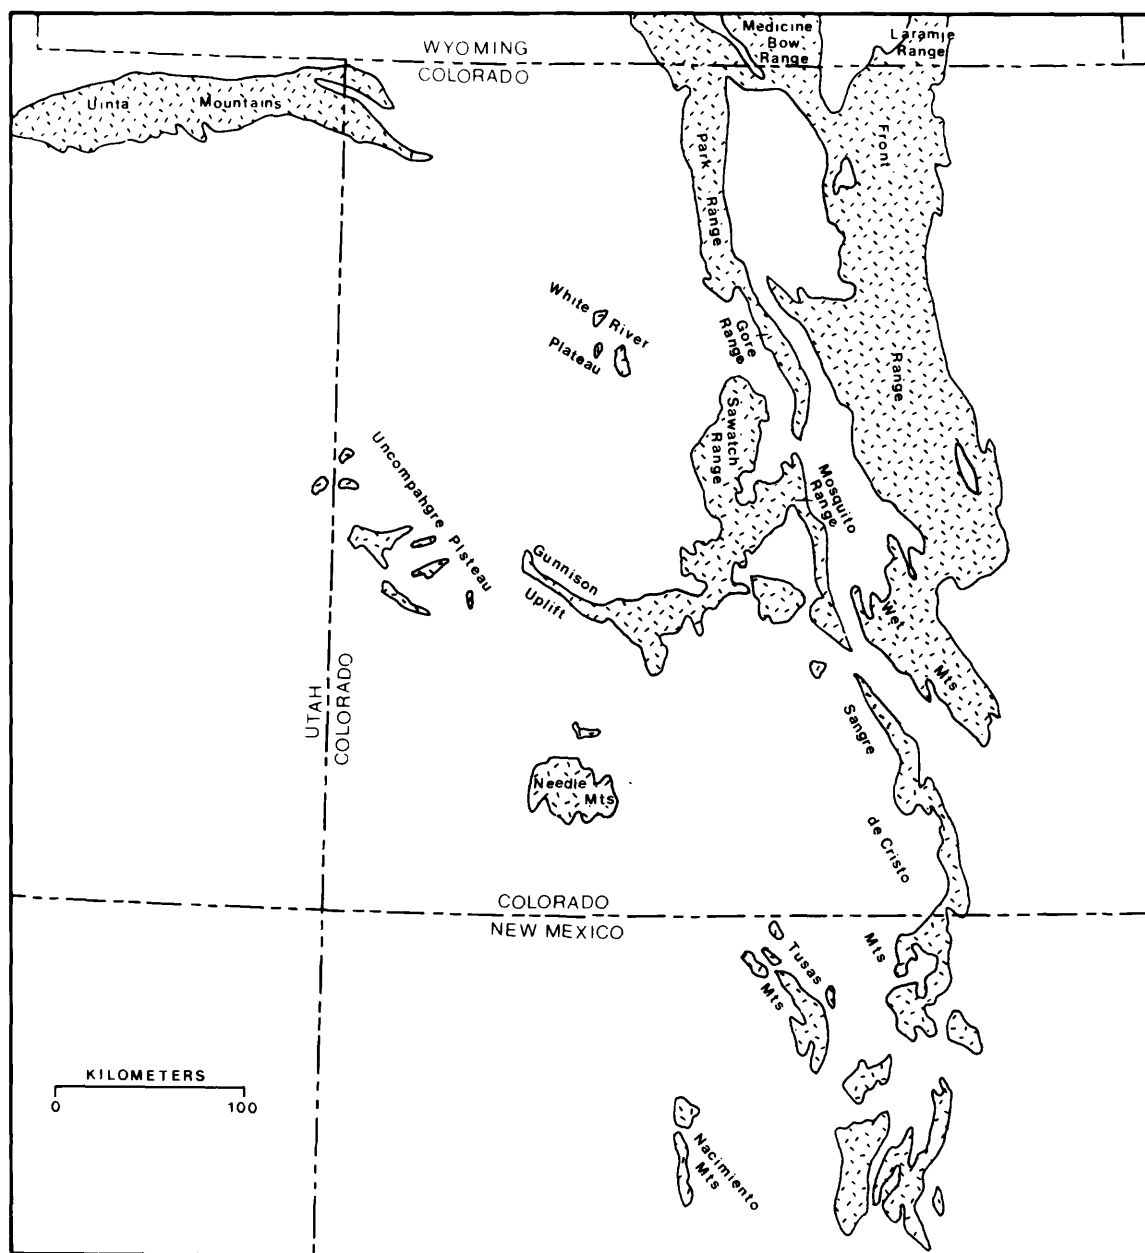 Medicine
Bow
Range
Laramie
Range
WYOMING
COLORADO
Uinta Mountains
Park
Range
Front
Range
White River
Plateau
Gore
Range
Sawatch
Range
Mosquito
Range
Uncompahgre Plsteau
Gunnison
Uplift
Wet
Mts
UTAH
COLORADO
Sangre
de Cristo
Mts
Needle
Mts
COLORADO
NEW MEXICO
Tusas
Mts
KILOMETERS
0 100
Nacimiento
Mts